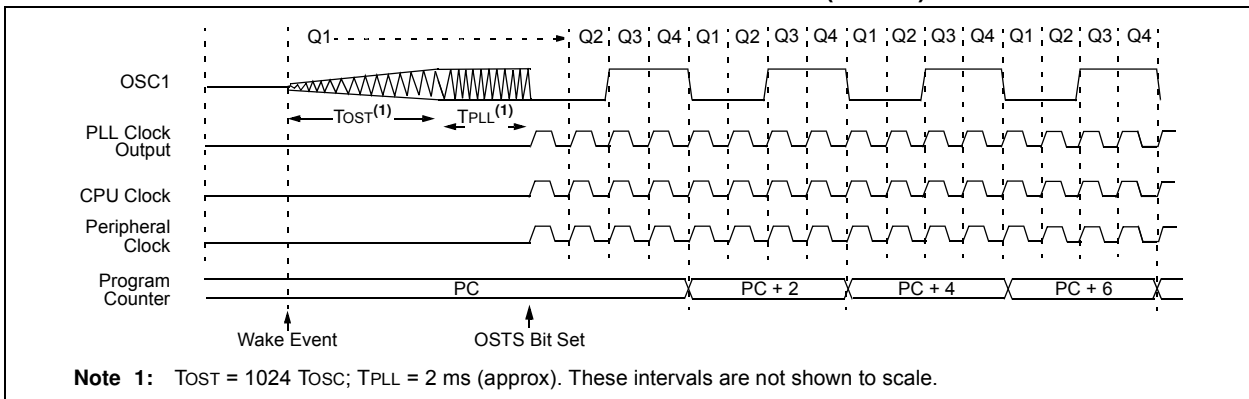 Q1 Q2 Q3 Q4 Q1 Q2 Q3 Q4 Q1 Q2 Q3 Q4 Q1 Q2 Q3 Q4
OSC1
TOST(1) TPLL(1)
PLL Clock
Output
CPU Clock
Peripheral
Clock
Program
Counter
PC PC + 2 PC + 4 PC + 6
Wake Event OSTS Bit Set
Note 1: TOST = 1024 TOSC; TPLL = 2 ms (approx). These intervals are not shown to scale.